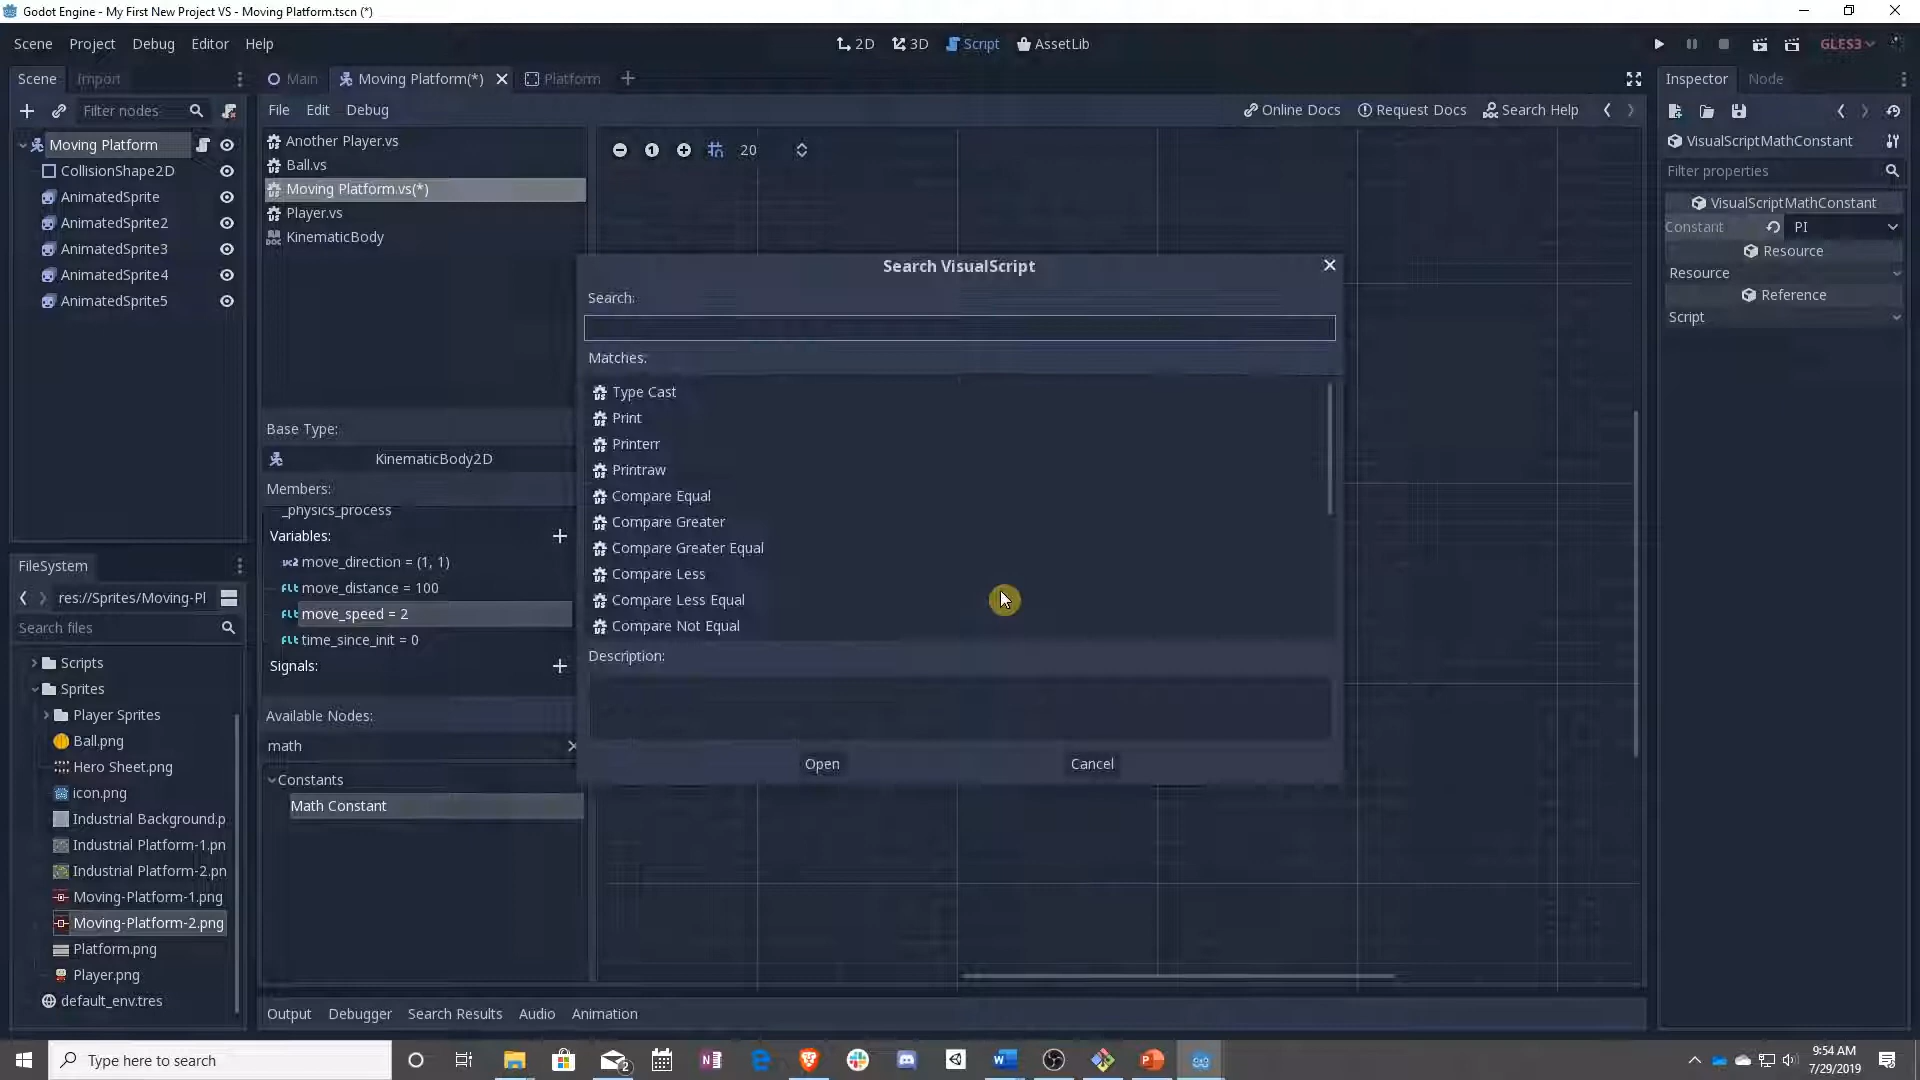 Godot Engine - My First New Project VS - Moving Platform.tscn (*)
Scene Project Debug Editor Help
2D 3D Script AssetLib
GLES3
Scene Import
Main Moving Platform(*) Platform
Inspector Node
Filter nodes
File Edit Debug
Online Docs Request Docs Search Help
Moving Platform
CollisionShape2D
AnimatedSprite
AnimatedSprite2
AnimatedSprite3
AnimatedSprite4
AnimatedSprite5
Another Player.vs
Ball.vs
Moving Platform.vs(*)
Player.vs
KinematicBody
20
VisualScriptMathConstant
Filter properties
VisualScriptMathConstant
Constant PI
Resource
Resource
Reference
Script
Search VisualScript
Search:
Matches:
Type Cast
Print
Printerr
Printraw
Compare Equal
Compare Greater
Compare Greater Equal
Compare Less
Compare Less Equal
Compare Not Equal
Description:
Open Cancel
Base Type:
KinematicBody2D
Members:
_physics_process
Variables:
move_direction = (1, 1)
move_distance = 100
move_speed = 2
time_since_init = 0
Signals:
Available Nodes:
math
Constants
Math Constant
FileSystem
res://Sprites/Moving-Pl
Search files
Scripts
Sprites
Player Sprites
Ball.png
Hero Sheet.png
icon.png
Industrial Background.p
Industrial Platform-1.pn
Industrial Platform-2.pn
Moving-Platform-1.png
Moving-Platform-2.png
Platform.png
Player.png
default_env.tres
Output Debugger Search Results Audio Animation
Type here to search
2
9:54 AM
7/29/2019